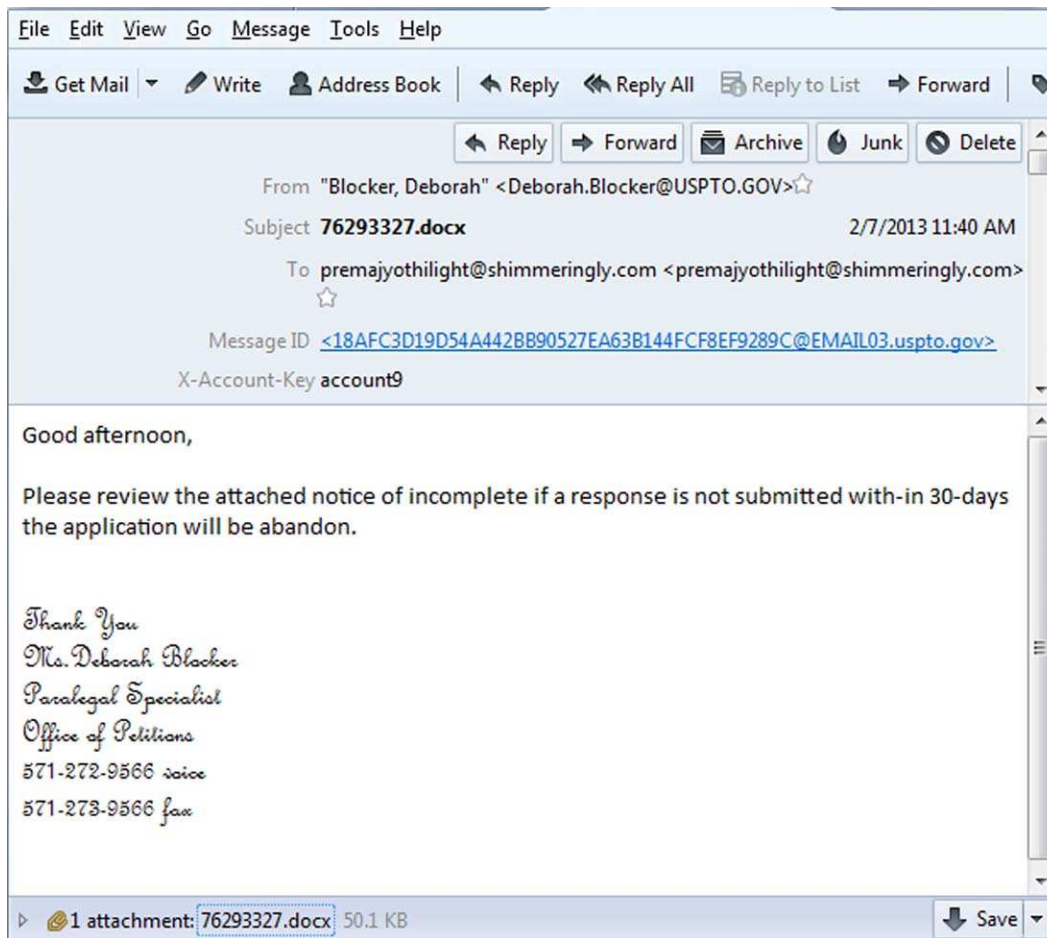 File Edit View Go Message Tools Help
Get Mail Write Address Book Reply Reply All Reply to List Forward
Reply Forward Archive Junk Delete
From "Blocker, Deborah" <Deborah.Blocker@USPTO.GOV>
Subject 76293327.docx 2/7/2013 11:40 AM
To premajyothilight@shimmeringly.com <premajyothilight@shimmeringly.com>
Message ID <18AFC3D19D54A442BB90527EA63B144FCF8EF9289C@EMAIL03.uspto.gov>
X-Account-Key account9
Good afternoon,
Please review the attached notice of incomplete if a response is not submitted with-in 30-days
the application will be abandon.
Thank You
Ms. Deborah Blocker
Paralegal Specialist
Office of Petitions
571-272-9566 voice
571-273-9566 fax
1 attachment: 76293327.docx 50.1 KB Save